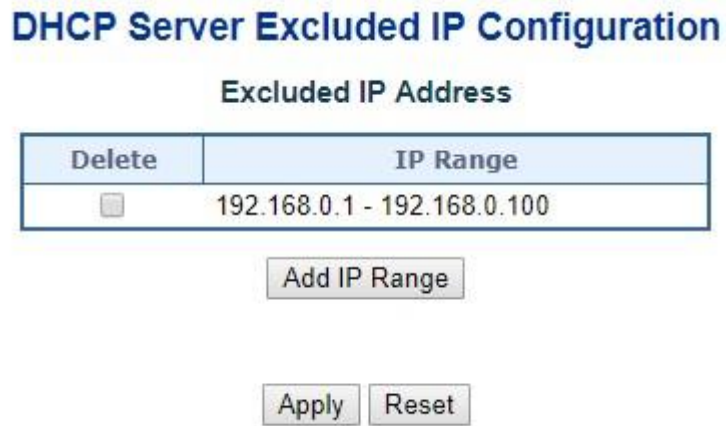 DHCP Server Excluded IP Configuration
Excluded IP Address
Delete IP Range
192.168.0.1 - 192.168.0.100
Add IP Range
Apply Reset